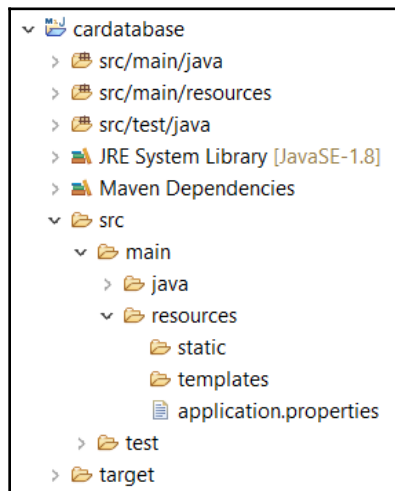 cardatabase
src/main/java
src/main/resources
src/test/java
JRE System Library [JavaSE-1.8]
Maven Dependencies
src
main
java
resources
static
templates
application.properties
test
target